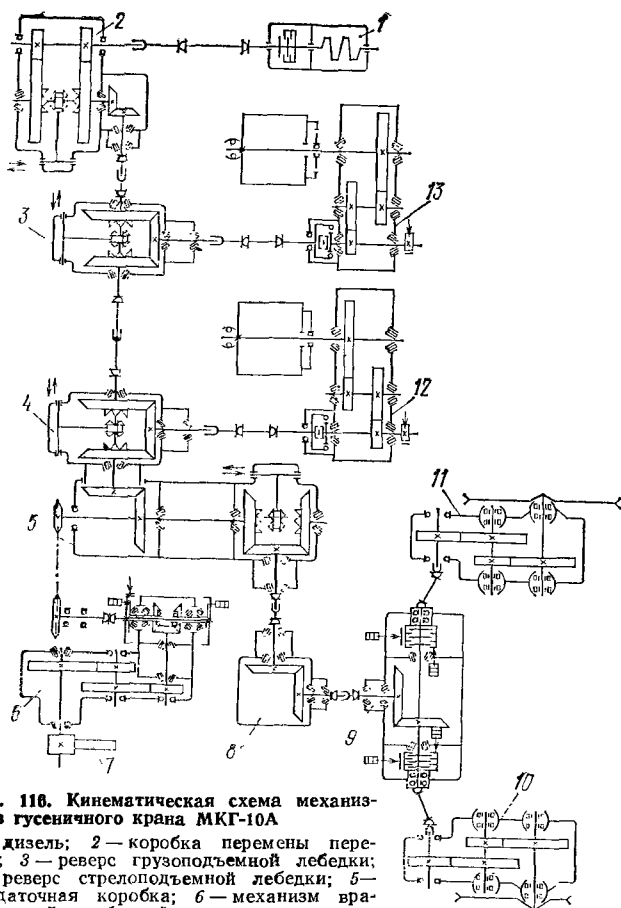 1
2
3
13
4
12
5
11
6
7
8
9
10
. 116. Кинематическая схема механиз-
в гусеничного крана МКГ-10А
дизель; 2 — коробка перемены пере-
; 3 — реверс грузоподъемной лебедки;
реверс стрелоподъемной лебедки; 5—
даточная коробка; 6 — механизм вра-